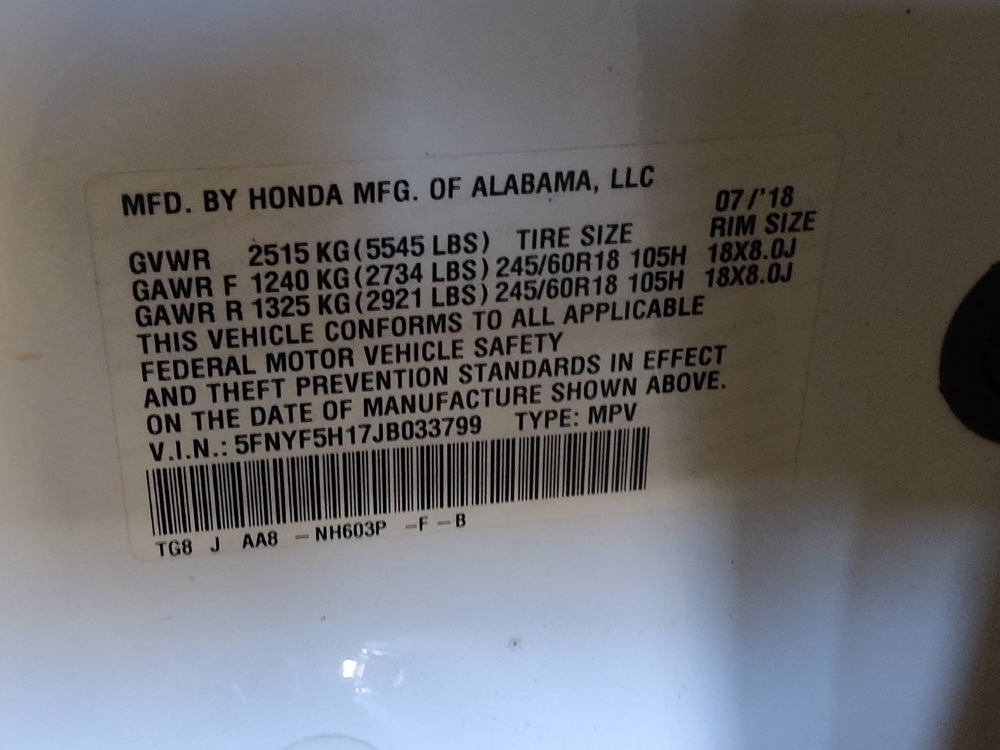 MFD. BY HONDA MFG. OF ALABAMA, LLC 07/'18
GVWR 2515 KG(5545 LBS) TIRE SIZE RIM SIZE
GAWR F 1240 KG(2734 LBS) 245/60R18 105H 18X8.0J
GAWR R 1325 KG(2921 LBS) 245/60R18 105H 18X8.0J
THIS VEHICLE CONFORMS TO ALL APPLICABLE
FEDERAL MOTOR VEHICLE SAFETY
AND THEFT PREVENTION STANDARDS IN EFFECT
ON THE DATE OF MANUFACTURE SHOWN ABOVE.
V.I.N.: 5FNYF5H17JB033799 TYPE: MPV
TG8 J AA8 – NH603P –F – B